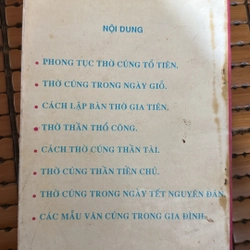 NỘI DUNG
PHONG TỤC THỜ CÚNG TỔ TIÊN.
THỜ CÚNG TRONG NGÀY GIỖ.
CÁCH LẬP BÀN THỜ GIA TIÊN.
THỜ THẦN THỔ CÔNG.
CÁCH THỜ CÚNG THẦN TÀI.
THỜ CÚNG THẦN TIÊN CHỦ.
THỜ CÚNG TRONG NGÀY TẾT NGUYÊN ĐÁN.
CÁC MẪU VĂN CÚNG TRONG GIA ĐÌNH.